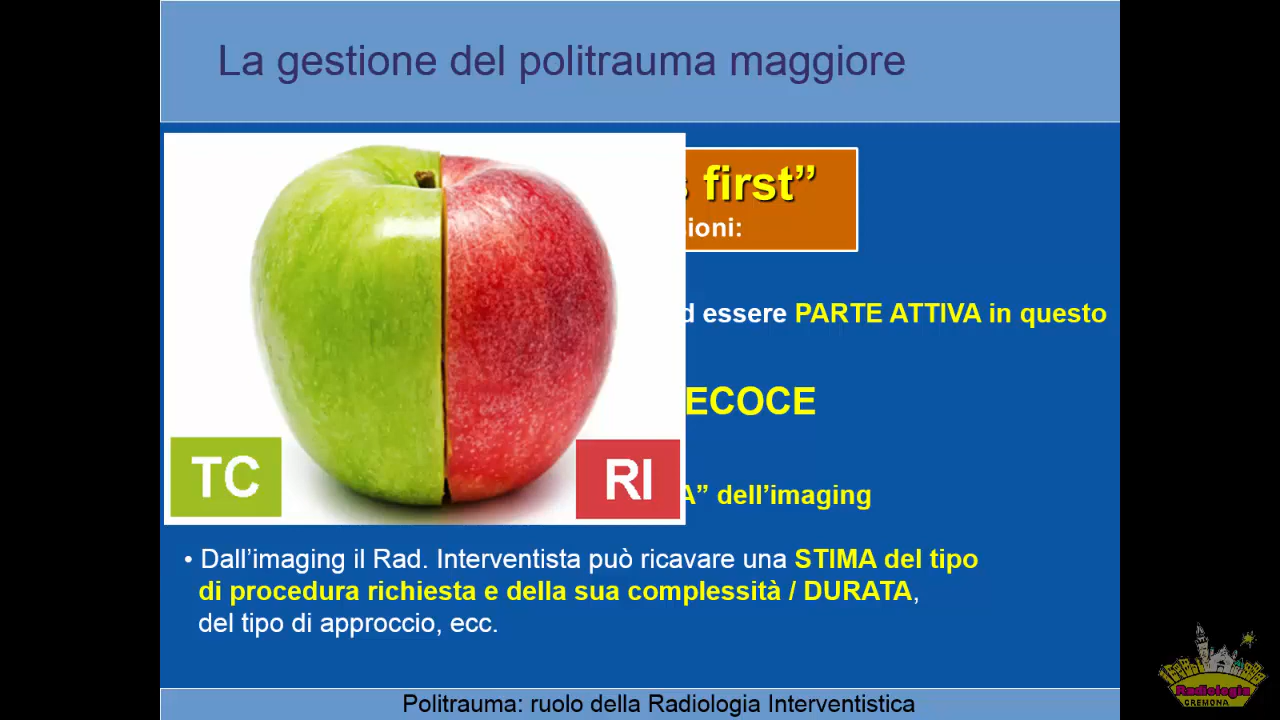 La gestione del politrauma maggiore
first”
essere PARTE ATTIVA in questo
dell’imaging
TC
RI
• Dall’imaging il Rad. Interventista può ricavare una STIMA del tipo
di procedura richiesta e della sua complessità / DURATA,
del tipo di approccio, ecc.
Politrauma: ruolo della Radiologia Interventistica
Radiologia
CREMONA